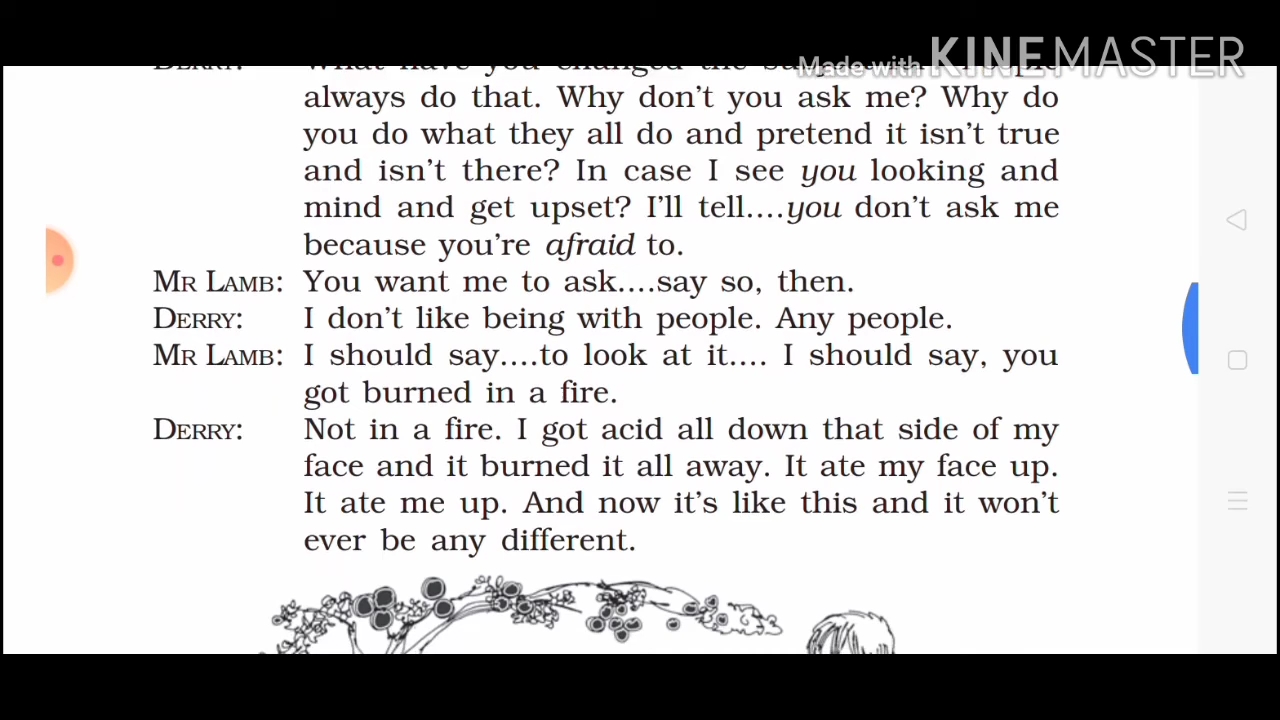 Made with KINEMASTER
always do that. Why don't you ask me? Why do
you do what they all do and pretend it isn't true
and isn't there? In case I see you looking and
mind and get upset? I'll tell....you don't ask me
because you're afraid to.
MR LAMB: You want me to ask....say so, then.
DERRY: I don't like being with people. Any people.
MR LAMB: I should say....to look at it.... I should say, you
got burned in a fire.
DERRY: Not in a fire. I got acid all down that side of my
face and it burned it all away. It ate my face up.
It ate me up. And now it's like this and it won't
ever be any different.